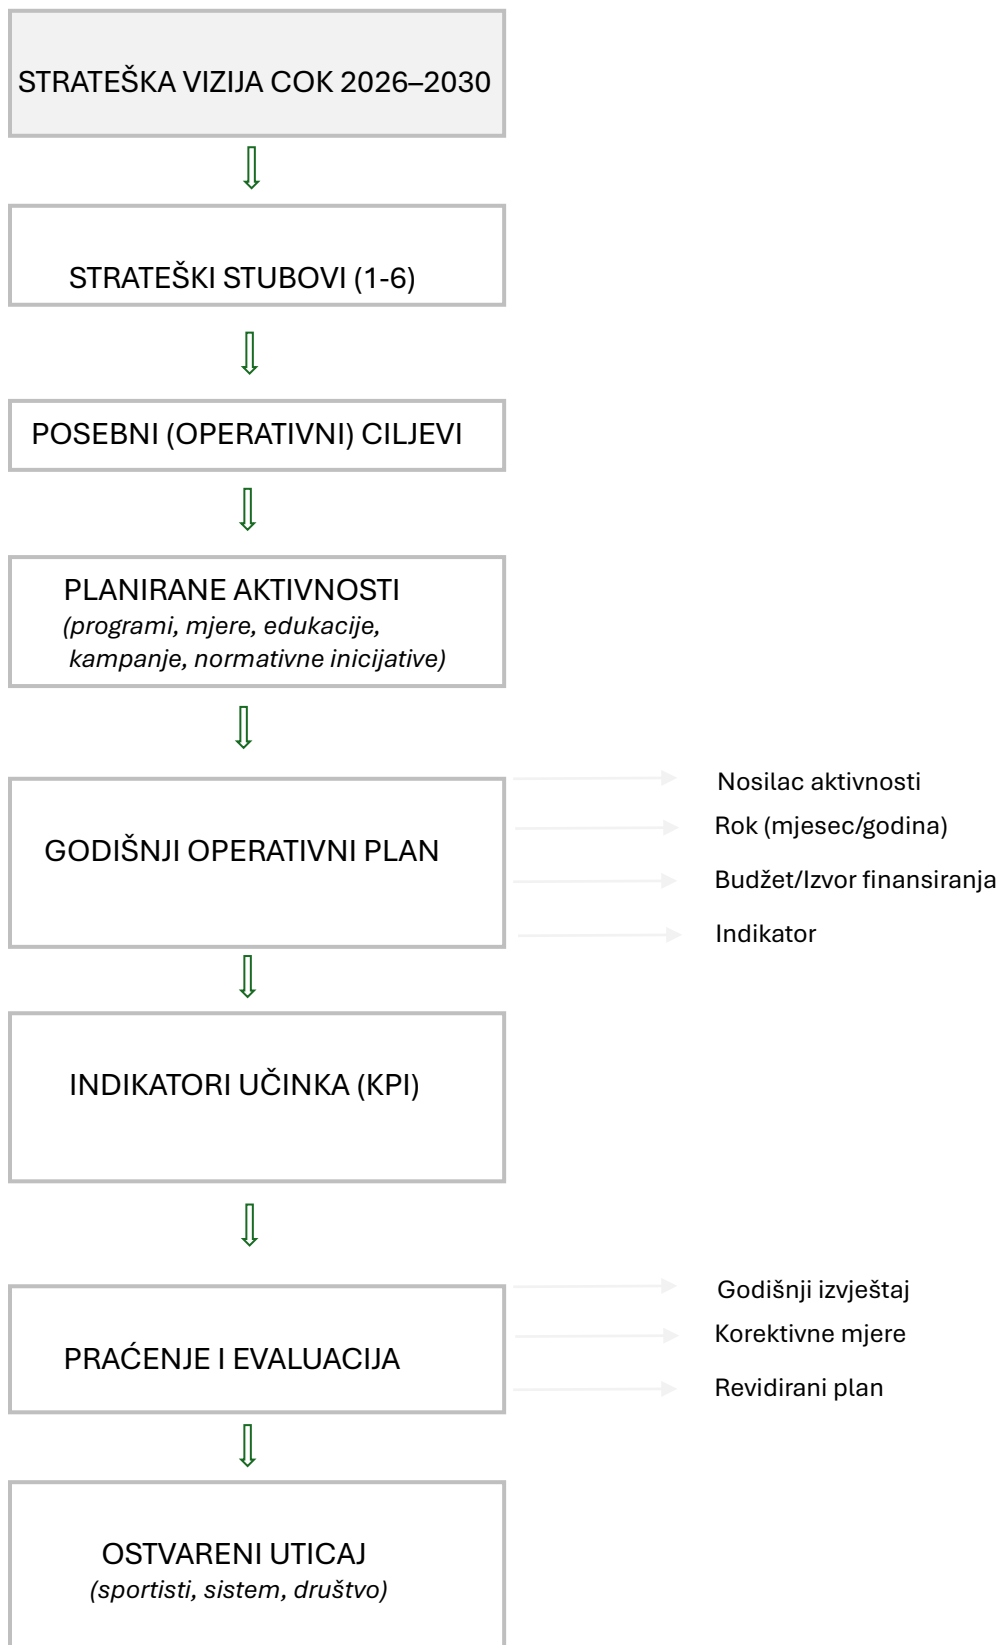 STRATEŠKA VIZIJA COK 2026–2030
STRATEŠKI STUBOVI (1-6)
POSEBNI (OPERATIVNI) CILJEVI
PLANIRANE AKTIVNOSTI
(programi, mjere, edukacije,
kampanje, normativne inicijative)
GODIŠNJI OPERATIVNI PLAN
Nosilac aktivnosti
Rok (mjesec/godina)
Budžet/Izvor finansiranja
Indikator
INDIKATORI UČINKA (KPI)
PRAĆENJE I EVALUACIJA
Godišnji izvještaj
Korektivne mjere
Revidirani plan
OSTVARENI UTICAJ
(sportisti, sistem, društvo)